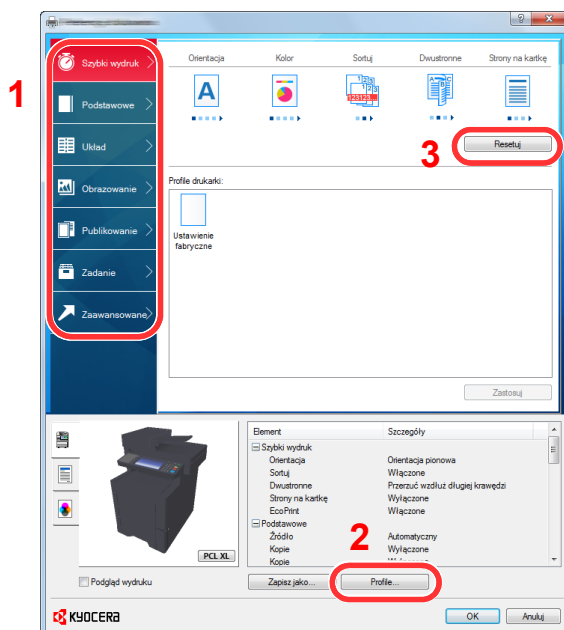 1
Szybki wydruk
Podstawowe
Układ
Obrazowanie
Publikowanie
Zadanie
Zaawansowane
Orientacja Kolor Sortuj Dwustronne Strony na kartkę
A
123
123123
A B C
3
Resetuj
Profile drukarki:
Ustawienie
fabryczne
Zastosuj
PCL XL
Podgląd wydruku
Element Szczegóły
Szybki wydruk
Orientacja Orientacja pionowa
Sortuj Włączone
Dwustronne Przerzuć wzdłuż długiej krawędzi
Strony na kartkę Wyłączone
EcoPrint Wyłączone
Podstawowe
Źródło Automatyczny
Kopie Wyłączone
Kopie
2
Zapisz jako... Profile...
KYOCERA
OK Anuluj